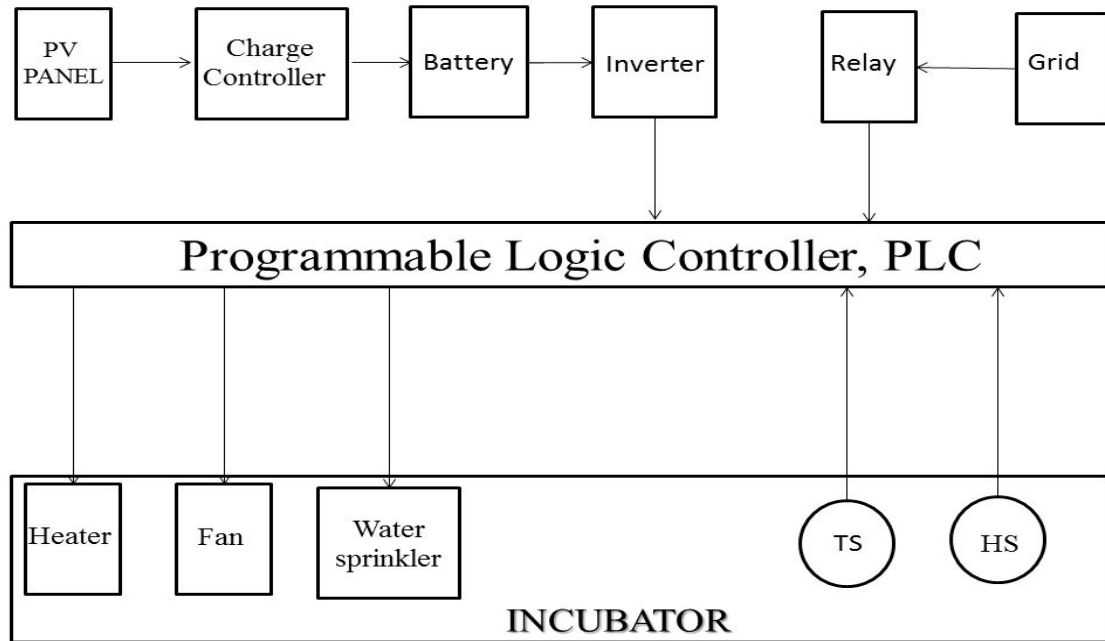 PV
PANEL
Charge
Controller
Battery
Inverter
Relay
Grid
Programmable Logic Controller, PLC
Heater
Fan
Water
sprinkler
TS
HS
INCUBATOR